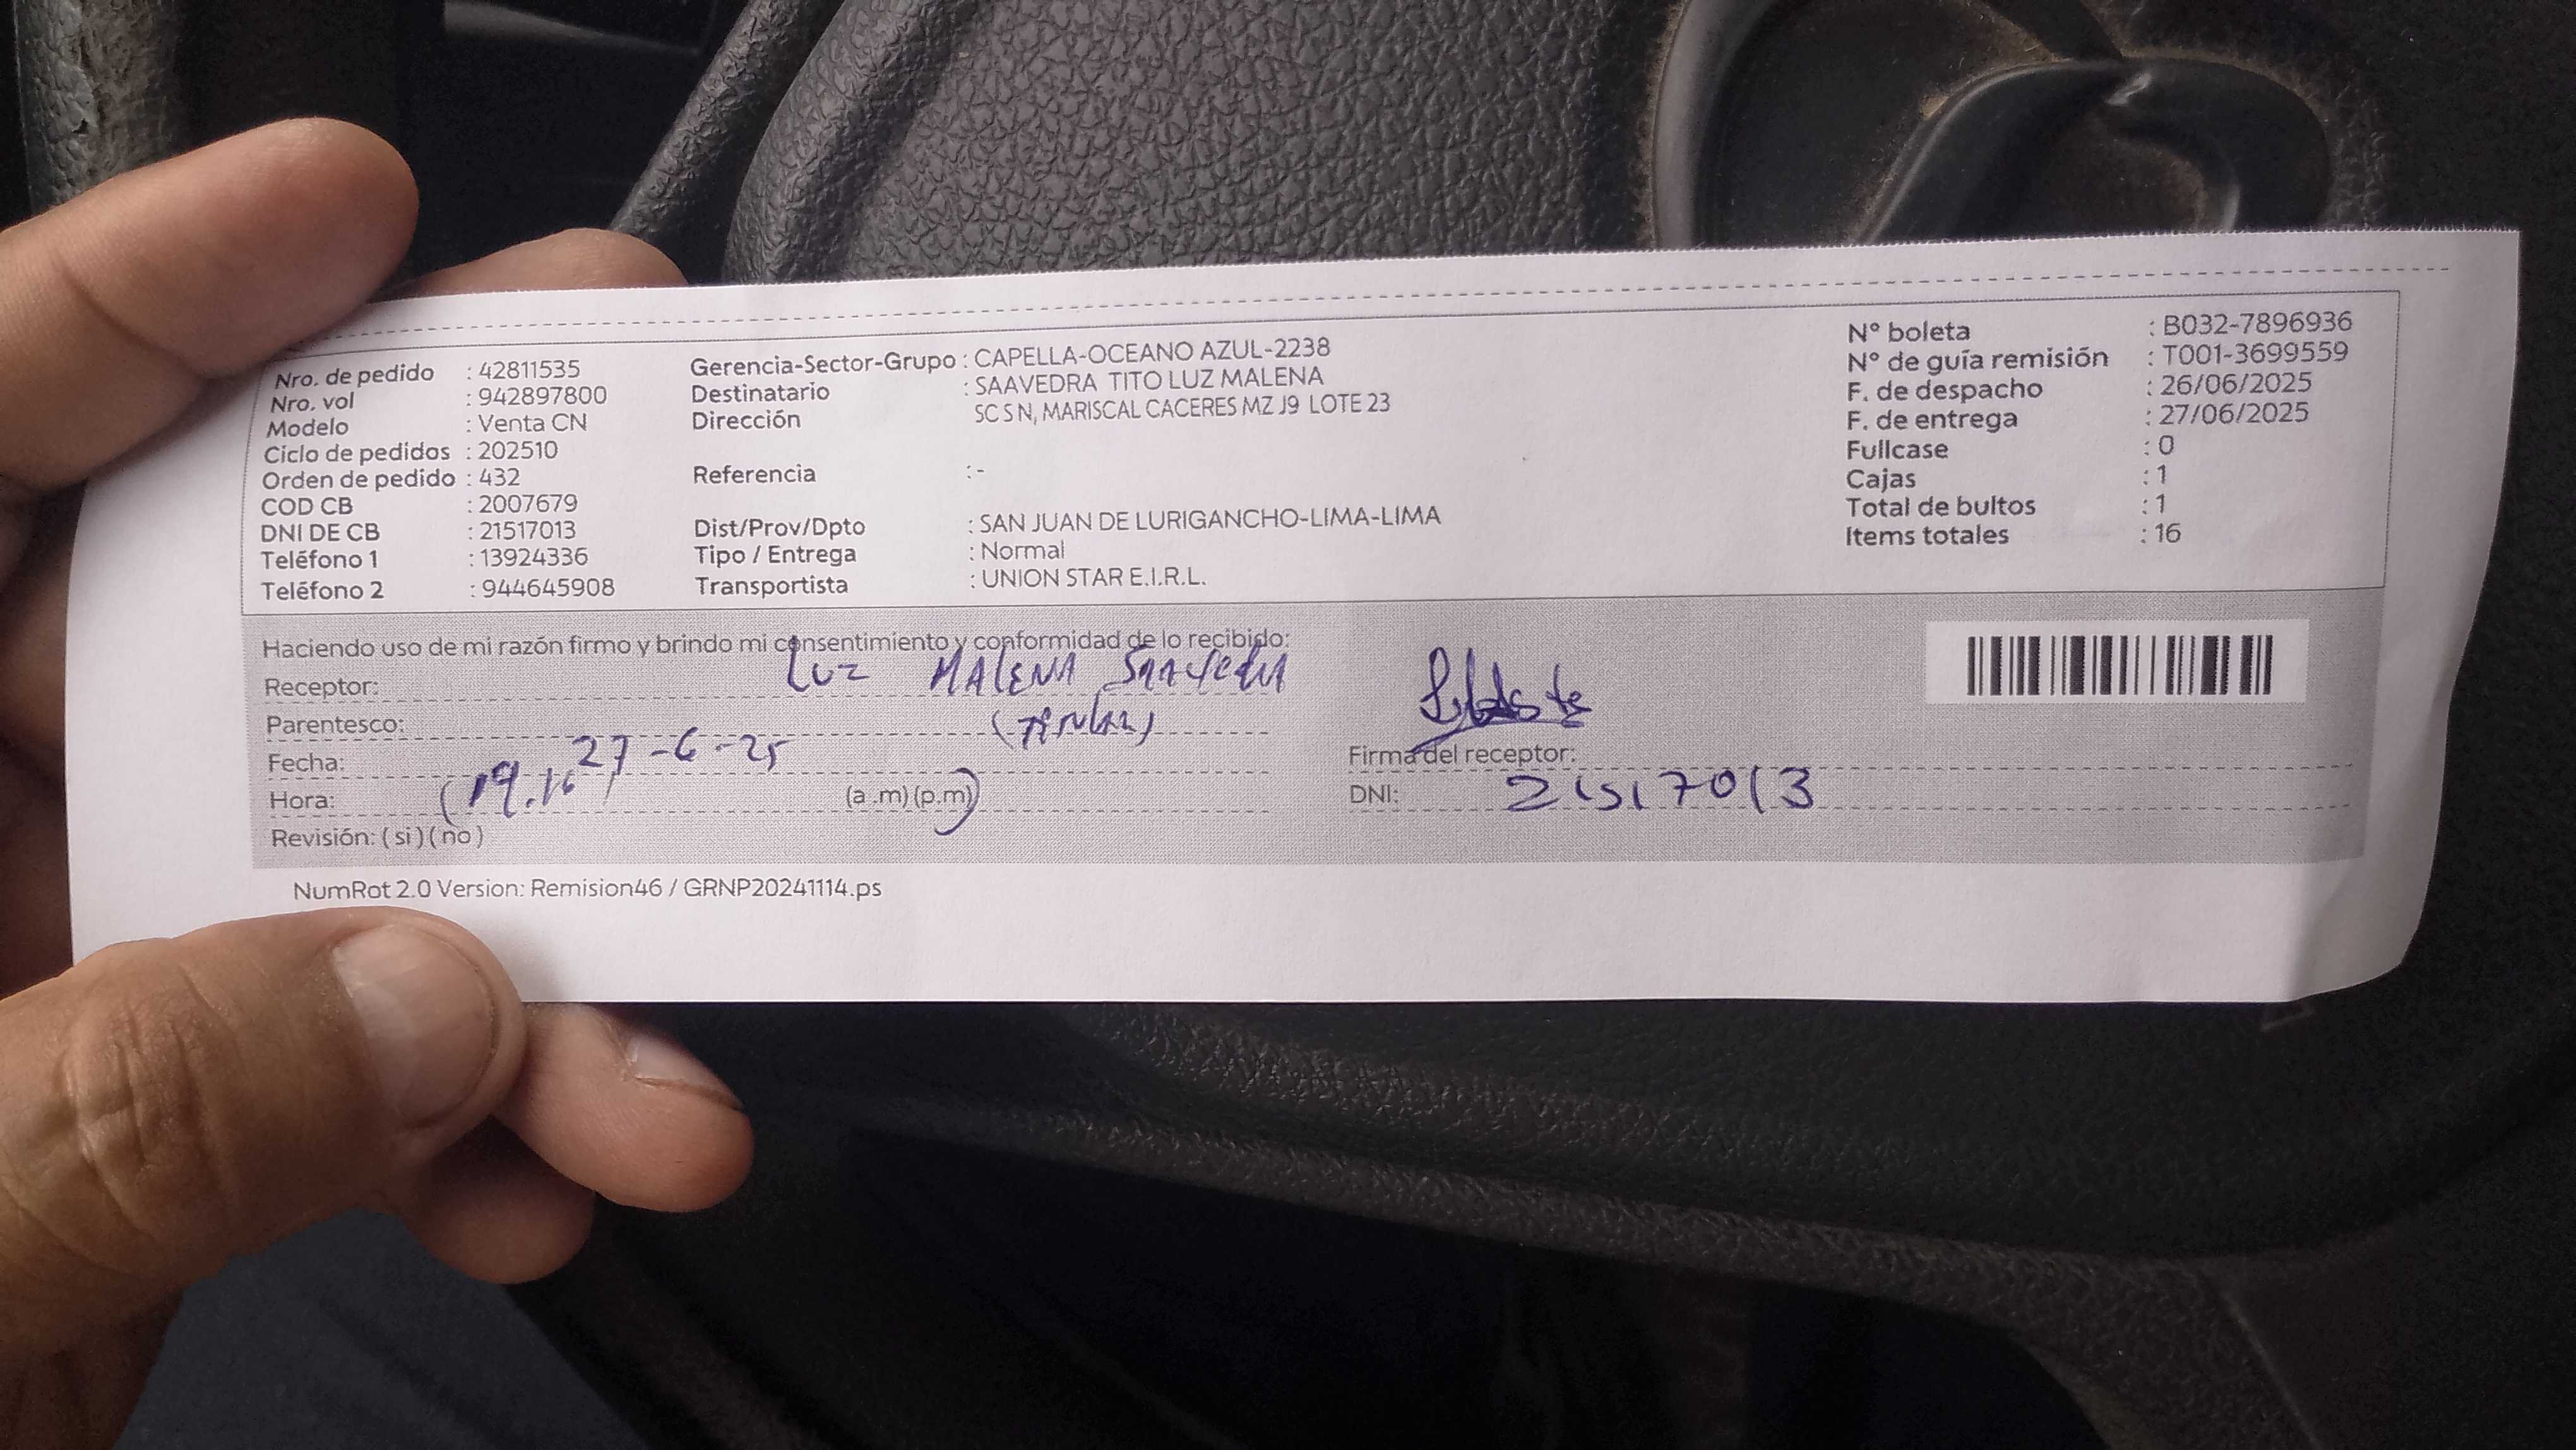 Nro. de pedido : 42811535
Nro. vol : 942897800
Modelo : Venta CN
Ciclo de pedidos : 202510
Orden de pedido : 432
COD CB : 2007679
DNI DE CB : 21517013
Teléfono 1 : 13924336
Teléfono 2 : 944645908
Gerencia-Sector-Grupo : CAPELLA-OCEANO AZUL-2238
Destinatario : SAAVEDRA TITO LUZ MALENA
Dirección SC S N, MARISCAL CACERES MZ J9 LOTE 23
Referencia : -
Dist/Prov/Dpto : SAN JUAN DE LURIGANCHO-LIMA-LIMA
Tipo / Entrega : Normal
Transportista : UNION STAR E.I.R.L.
N° boleta : B032-7896936
N° de guía remisión : T001-3699559
F. de despacho : 26/06/2025
F. de entrega : 27/06/2025
Fullcase : 0
Cajas : 1
Total de bultos : 1
Items totales : 16
Haciendo uso de mi razón firmo y brindo mi consentimiento y conformidad de lo recibido:
Receptor: LUZ MALENA SAAVEDRA
Parentesco: (TITULAR)
Fecha: 27-6-25
Hora: (a .m) (p.m)
Revisión: ( si ) ( no )
Firma del receptor:
DNI: 21517013
NumRot 2.0 Version: Remision46 / GRNP20241114.ps